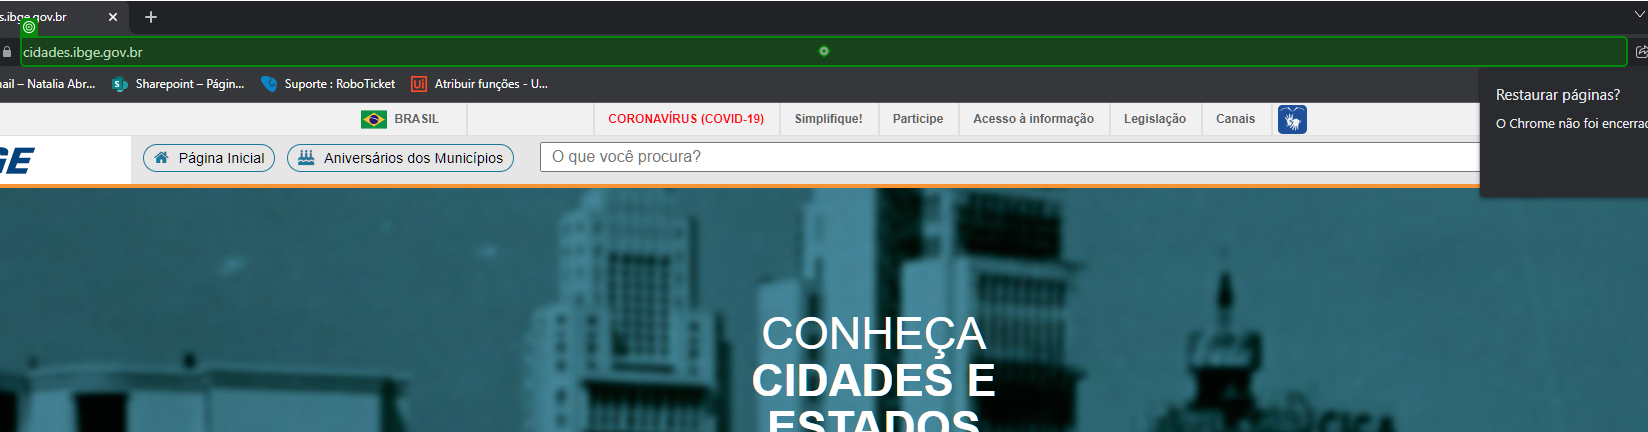 s.ibge.gov.br
cidades.ibge.gov.br
ail – Natalia Abr... Sharepoint – Págin... Suporte : RoboTicket Ui Atribuir funções - U...
Restaurar páginas?
O Chrome não foi encerrad
BRASIL CORONAVÍRUS (COVID-19) Simplifique! Participe Acesso à informação Legislação Canais
GE Página Inicial Aniversários dos Municípios O que você procura?
CONHEÇA
CIDADES E
ESTADOS